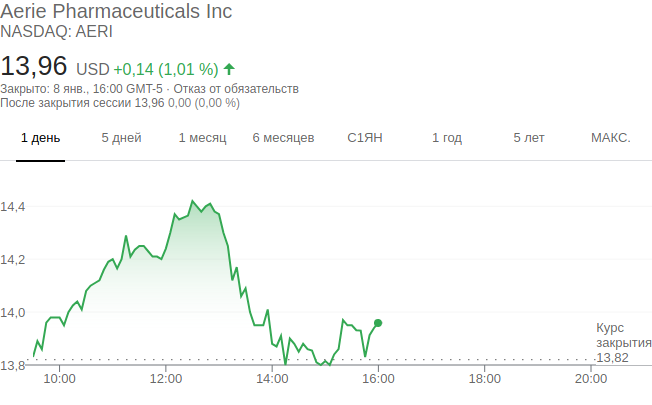 Aerie Pharmaceuticals Inc
NASDAQ: AERI
13,96 USD +0,14 (1,01 %)
Закрыто: 8 янв., 16:00 GMT-5 · Отказ от обязательств
После закрытия сессии 13,96 0,00 (0,00 %)
1 день 5 дней 1 месяц 6 месяцев С1ЯН 1 год 5 лет МАКС.
14,4
14,2
14,0
13,8
Курс
закрытия
13,82
10:00 12:00 14:00 16:00 18:00 20:00